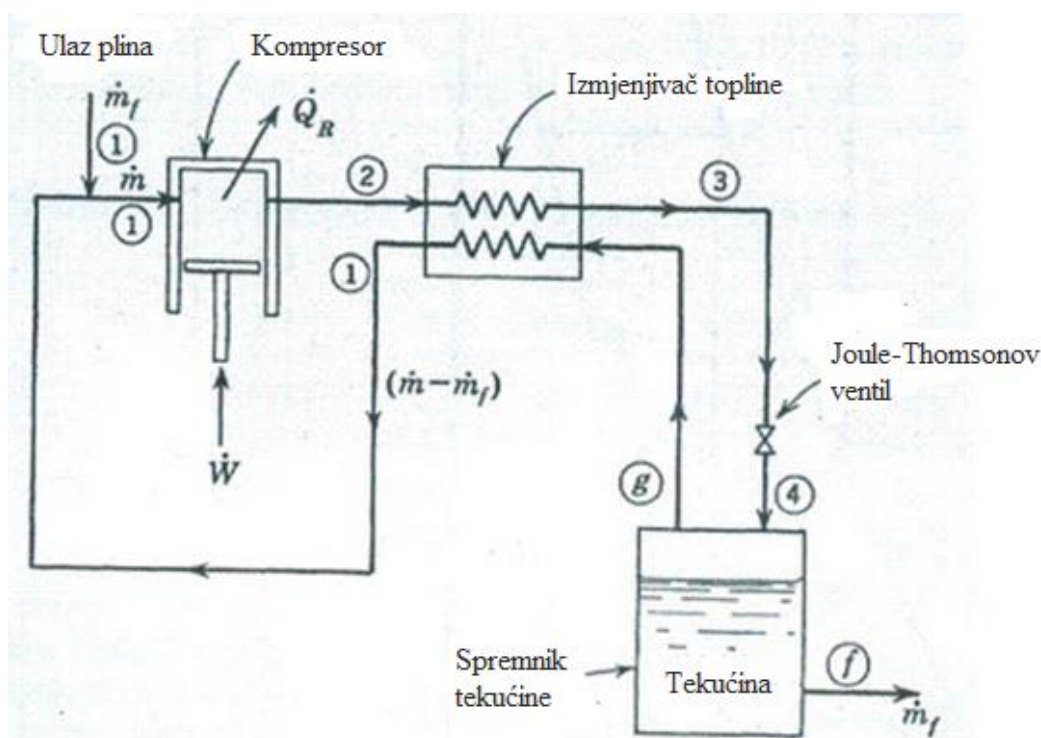 Ulaz plina
Kompresor
Izmjenjivač topline
ṁf
Q̇R
1
ṁ
1
2
3
1
(ṁ−ṁf)
Joule-Thomsonov
ventil
Ẇ
g
4
Spremnik
tekućine
Tekućina
f
ṁf